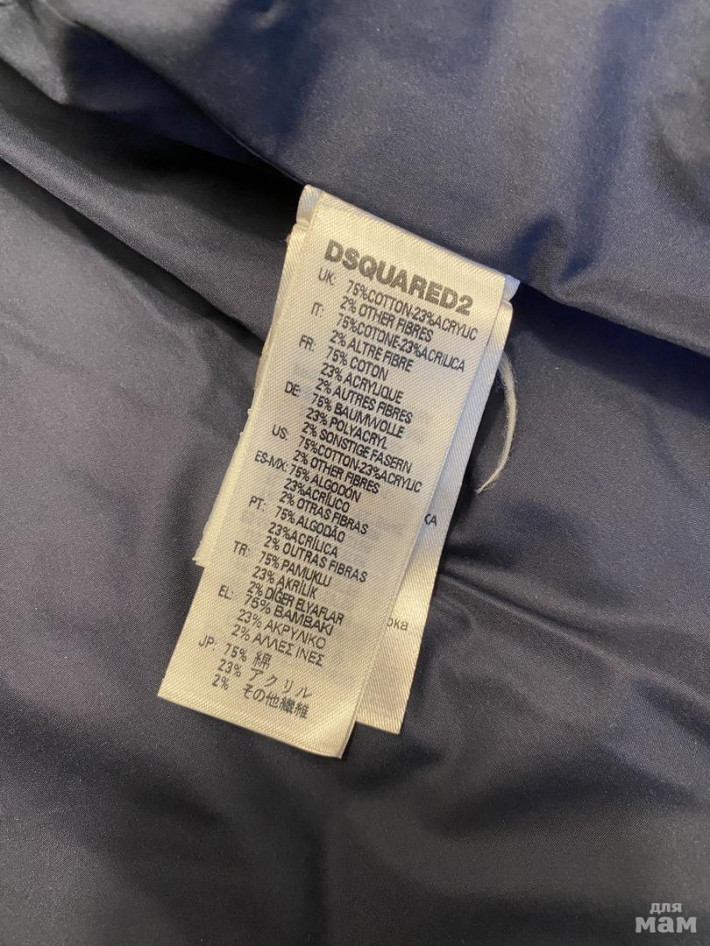 DSQUARED2
UK: 75%COTTON-23%ACRYLIC
2% OTHER FIBRES
IT: 75%COTONE-23%ACRILICA
2% ALTRE FIBRE
FR: 75% COTON
23% ACRYLIQUE
2% AUTRES FIBRES
DE: 75% BAUMWOLLE
23% POLYACRYL
2% SONSTIGE FASERN
US: 75%COTTON-23%ACRYLIC
2% OTHER FIBRES
ES-MX: 75% ALGODÓN
23%ACRÍLICO
2% OTRAS FIBRAS
PT: 75% ALGODÃO
23%ACRÍLICA
2% OUTRAS FIBRAS
TR: 75% PAMUKLU
23% AKRİLİK
2% DİĞER ELYAFLAR
EL: 75% ΒΑΜΒΑΚΙ
23% ΑΚΡΥΛΙΚΟ
2% ΑΛΛΕΣ ΙΝΕΣ
JP: 75% 綿
23% アクリル
2% その他繊維
для
мам